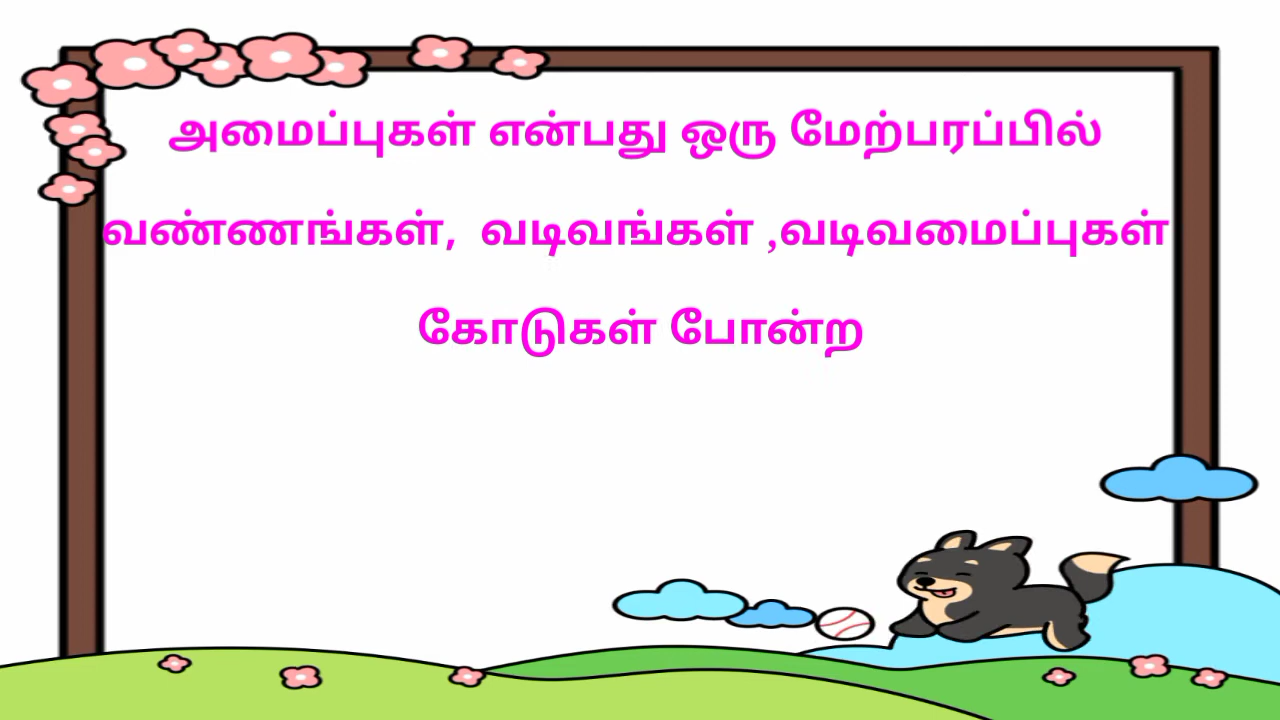 அமைப்புகள் என்பது ஒரு மேற்பரப்பில்
வண்ணங்கள்,  வடிவங்கள் ,வடிவமைப்புகள்
கோடுகள் போன்ற